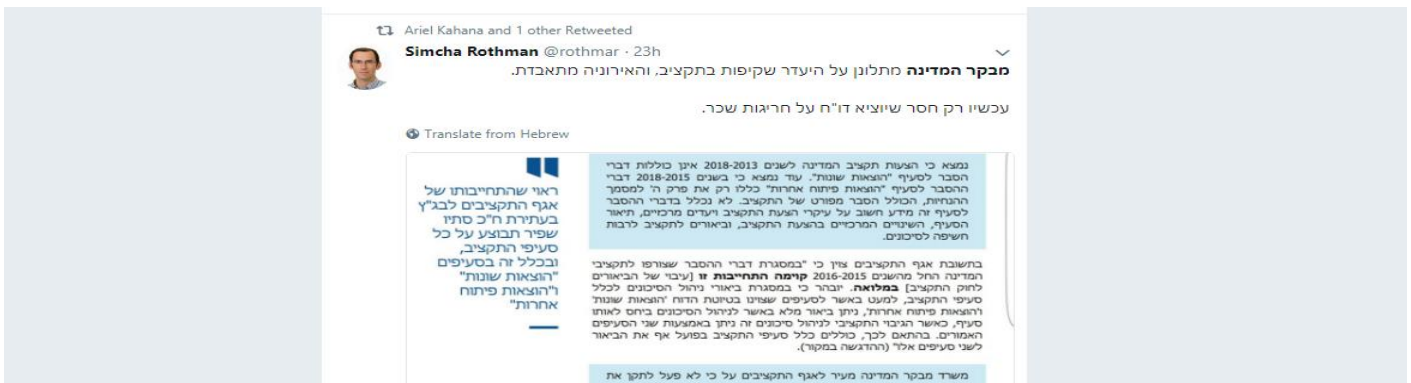 Ariel Kahana and 1 other Retweeted
Simcha Rothman @rothmar · 23h
מבקר המדינה מתלונן על היעדר שקיפות בתקציב, והאירוניה מתאבדת.
עכשיו רק חסר שיוציא דו"ח על חריגות שכר.
Translate from Hebrew
נמצא כי הצעות תקציב המדינה לשנים 2018-2013 אינן כוללות דברי
הסבר לסעיף "הוצאות שונות". עוד נמצא כי בשנים 2018-2015 דברי
ההסבר לסעיף "הוצאות פיתוח אחרות" כללו רק את פרק ה' למסמך
ההנחיות, הכולל הסבר מפורט של התקציב. לא נכלל בדברי ההסבר
לסעיף זה מידע חשוב על עיקרי הצעת התקציב ויעדים מרכזיים, תיאור
הסעיף, השינויים המרכזיים בהצעת התקציב, וביאורים לתקציב לרבות
חשיפה לסיכונים.
בתשובת אגף התקציבים צוין כי "במסגרת דברי ההסבר שצורפו לתקציבי
המדינה החל מהשנים 2016-2015 קוימה התחייבות זו [עיבוי של הביאורים
לחוק התקציב] במלואה. יובהר כי במסגרת ביאורי ניהול הסיכונים לכלל
סעיפי התקציב, למעט באשר לסעיפים שצוינו בטיוטת הדוח 'הוצאות שונות'
ו'הוצאות פיתוח אחרות', ניתן ביאור מלא באשר לניהול הסיכונים ביחס לאותו
סעיף, כאשר הגיבוי התקציבי לניהול סיכונים זה ניתן באמצעות שני הסעיפים
האמורים. בהתאם לכך, כוללים כלל סעיפי התקציב בפועל אף את הביאור
לשני סעיפים אלו" (ההדגשה במקור).
משרד מבקר המדינה מעיר לאגף התקציבים על כי לא פעל לתקן את
ראוי שהתחייבותו של
אגף התקציבים לבג"ץ
בעתירת ח"כ סתיו
שפיר תבוצע על כל
סעיפי התקציב,
ובכלל זה בסעיפים
"הוצאות שונות"
ו"הוצאות פיתוח
אחרות"